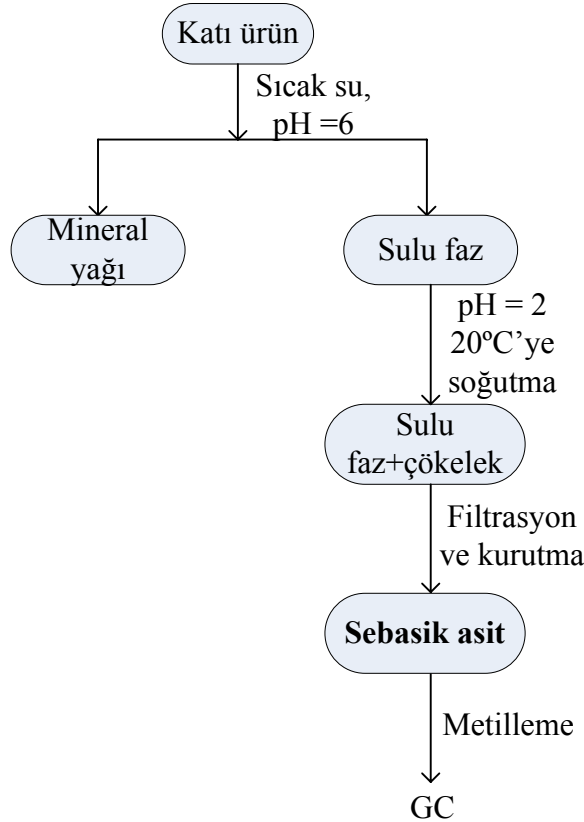 Katı ürün
Sıcak su,
pH =6
Mineral
yağı
Sulu faz
pH = 2
20ºC’ye
soğutma
Sulu
faz+çökelek
Filtrasyon
ve kurutma
Sebasik asit
Metilleme
GC